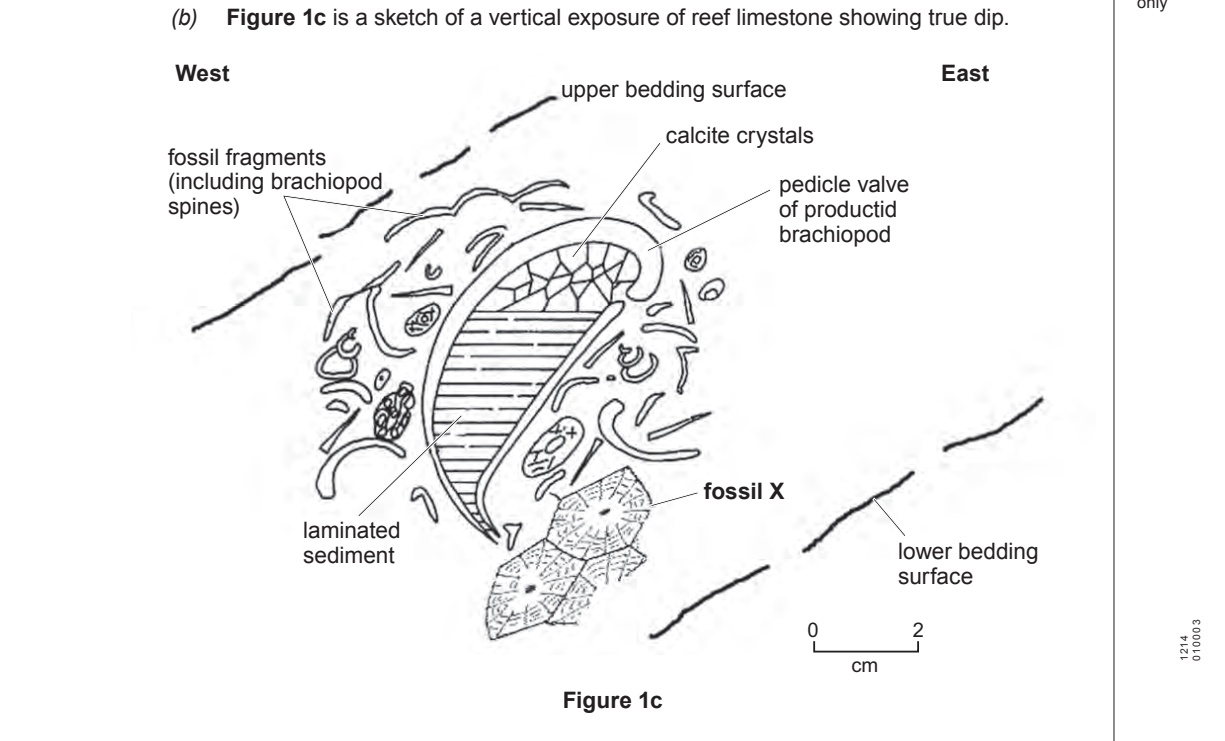 only
(b) Figure 1c is a sketch of a vertical exposure of reef limestone showing true dip.
West
East
upper bedding surface
calcite crystals
fossil fragments
(including brachiopod
spines)
pedicle valve
of productid
brachiopod
fossil X
laminated
sediment
lower bedding
surface
0 2
cm
1214
010003
Figure 1c